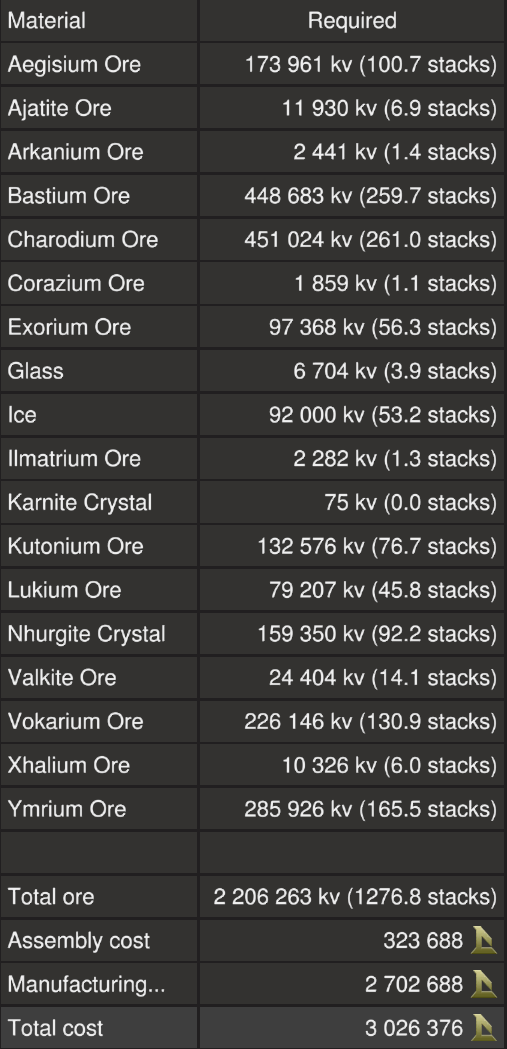 Material Required
Aegisium Ore 173 961 kv (100.7 stacks)
Ajatite Ore 11 930 kv (6.9 stacks)
Arkanium Ore 2 441 kv (1.4 stacks)
Bastium Ore 448 683 kv (259.7 stacks)
Charodium Ore 451 024 kv (261.0 stacks)
Corazium Ore 1 859 kv (1.1 stacks)
Exorium Ore 97 368 kv (56.3 stacks)
Glass 6 704 kv (3.9 stacks)
Ice 92 000 kv (53.2 stacks)
Ilmatrium Ore 2 282 kv (1.3 stacks)
Karnite Crystal 75 kv (0.0 stacks)
Kutonium Ore 132 576 kv (76.7 stacks)
Lukium Ore 79 207 kv (45.8 stacks)
Nhurgite Crystal 159 350 kv (92.2 stacks)
Valkite Ore 24 404 kv (14.1 stacks)
Vokarium Ore 226 146 kv (130.9 stacks)
Xhalium Ore 10 326 kv (6.0 stacks)
Ymrium Ore 285 926 kv (165.5 stacks)
Total ore 2 206 263 kv (1276.8 stacks)
Assembly cost 323 688
Manufacturing... 2 702 688
Total cost 3 026 376